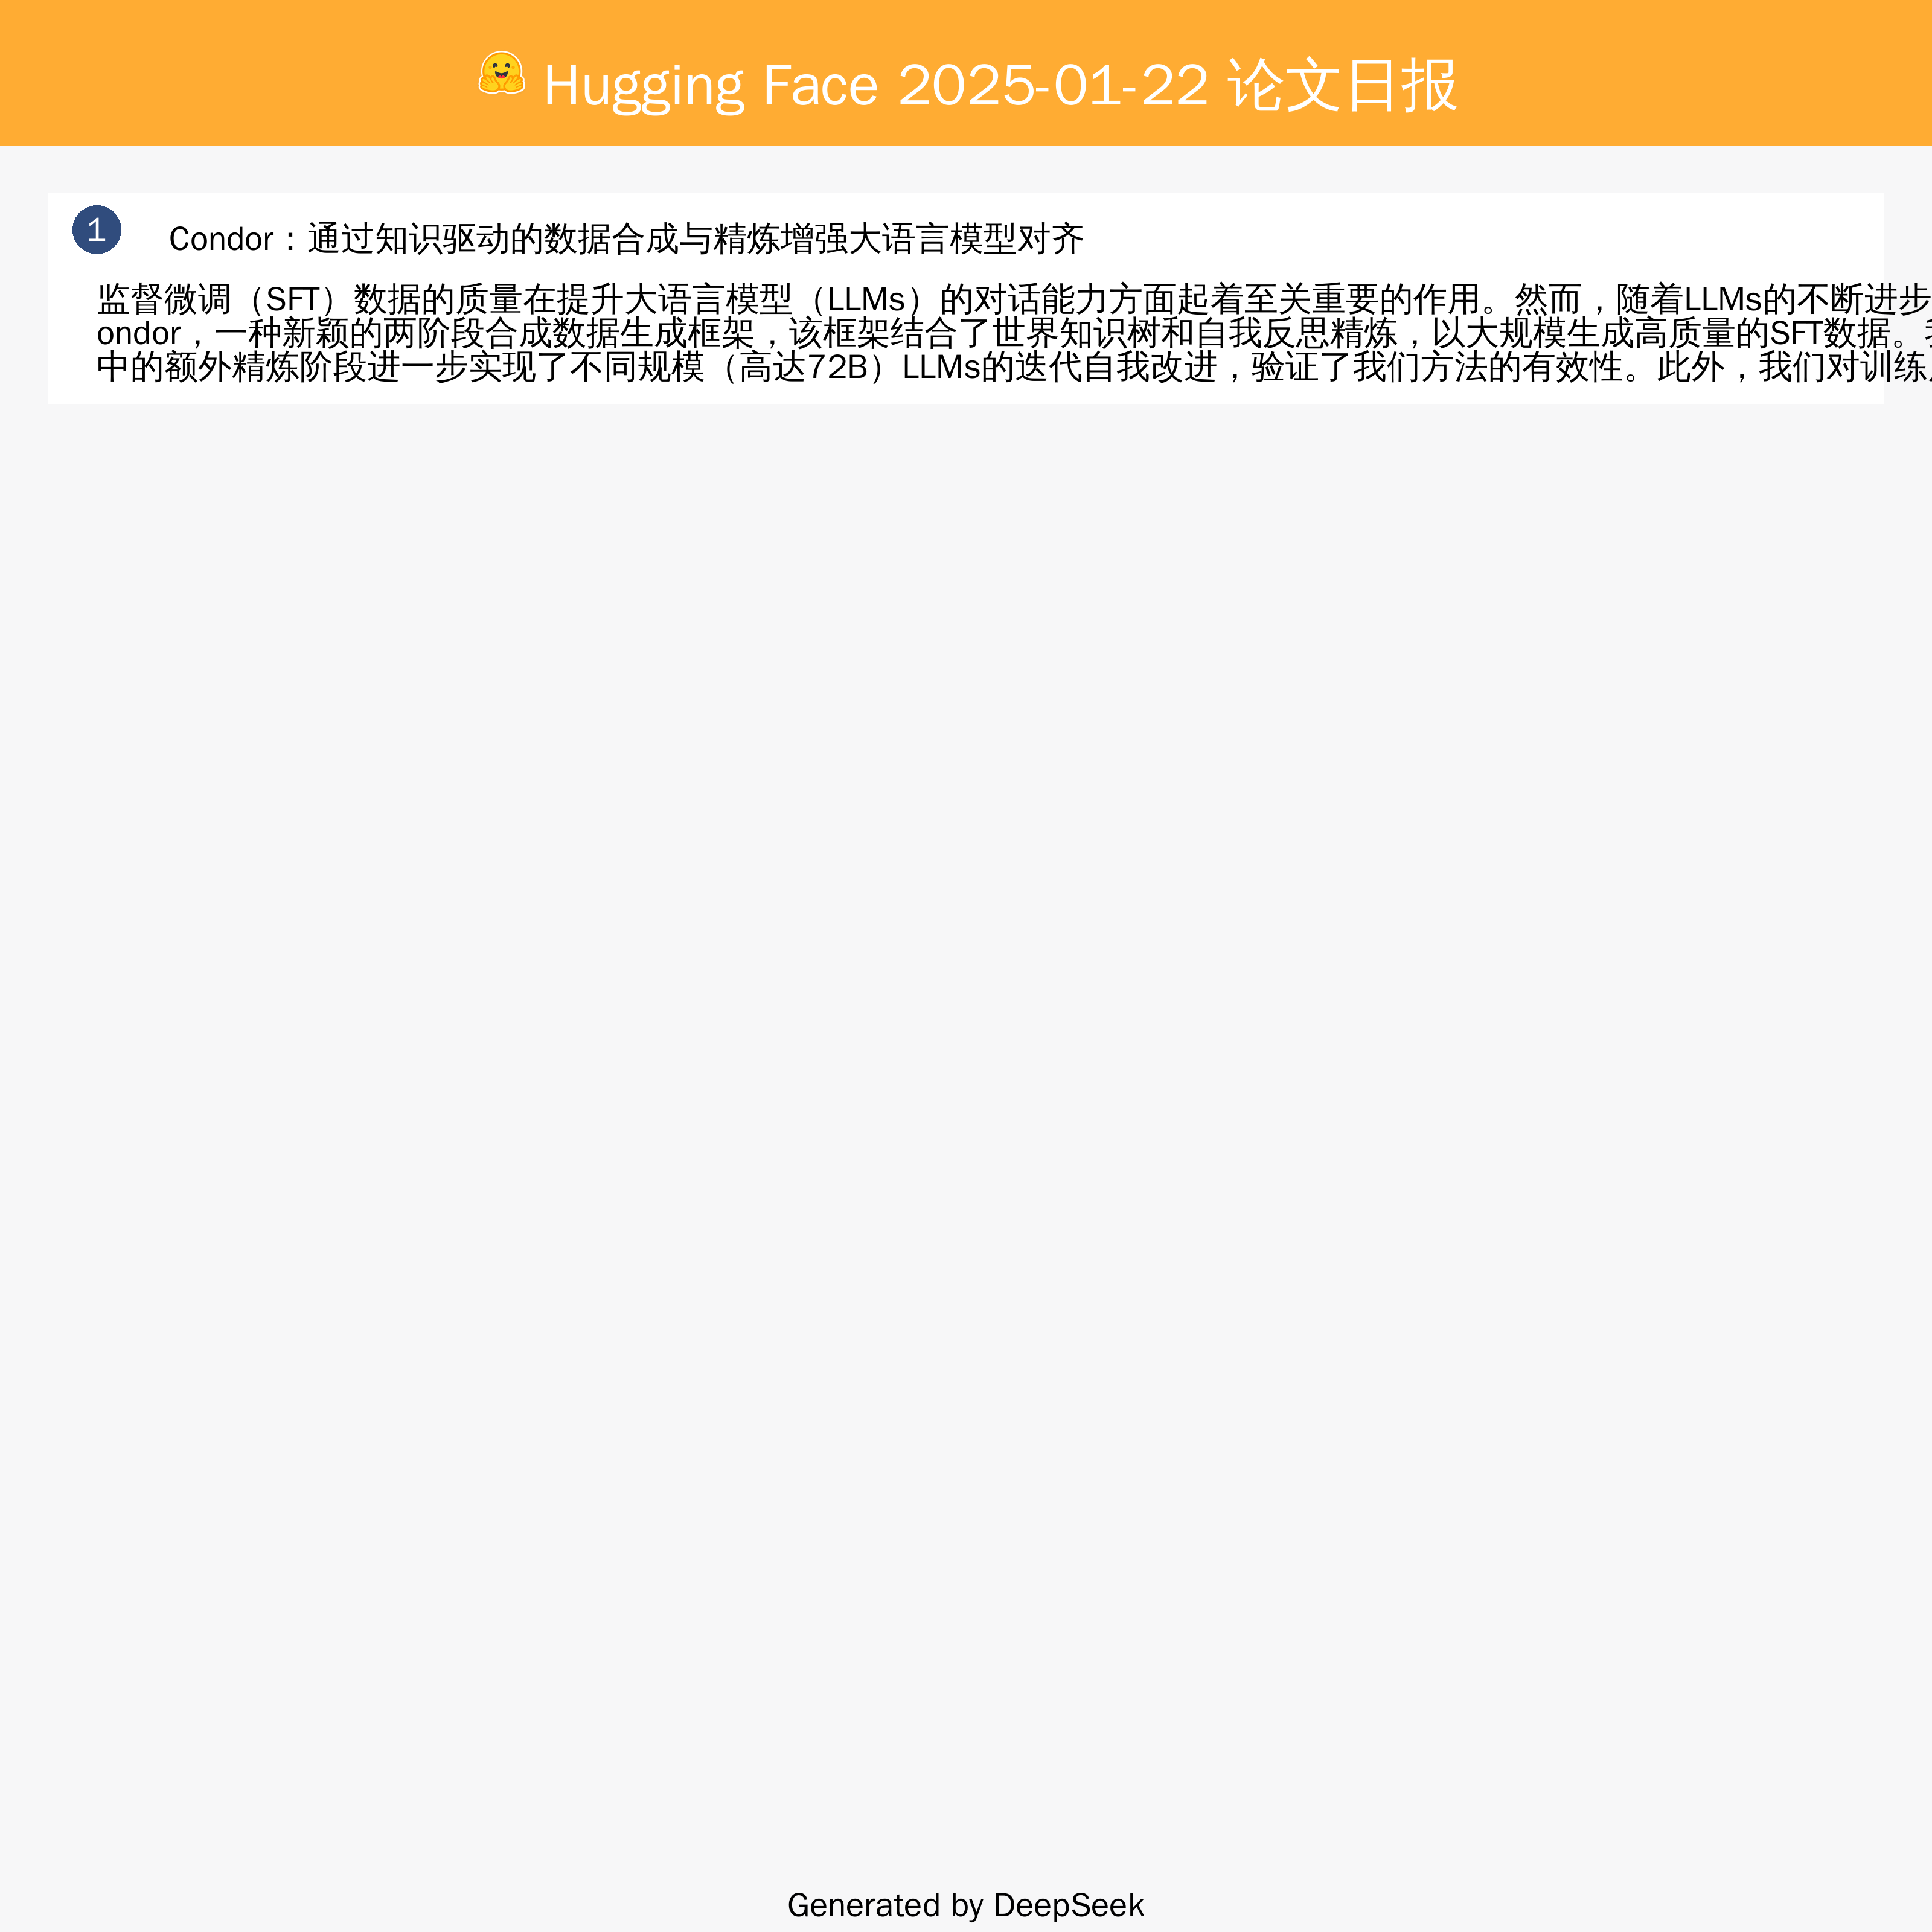 Hugging Face 2025-01-22 论文日报
1
Condor：通过知识驱动的数据合成与精炼增强大语言模型对齐
监督微调（SFT）数据的质量在提升大语言模型（LLMs）的对话能力方面起着至关重要的作用。然而，随着LLMs的不断进步
ondor，一种新颖的两阶段合成数据生成框架，该框架结合了世界知识树和自我反思精炼，以大规模生成高质量的SFT数据。
中的额外精炼阶段进一步实现了不同规模（高达72B）LLMs的迭代自我改进，验证了我们方法的有效性。此外，我们对训练
Generated by DeepSeek